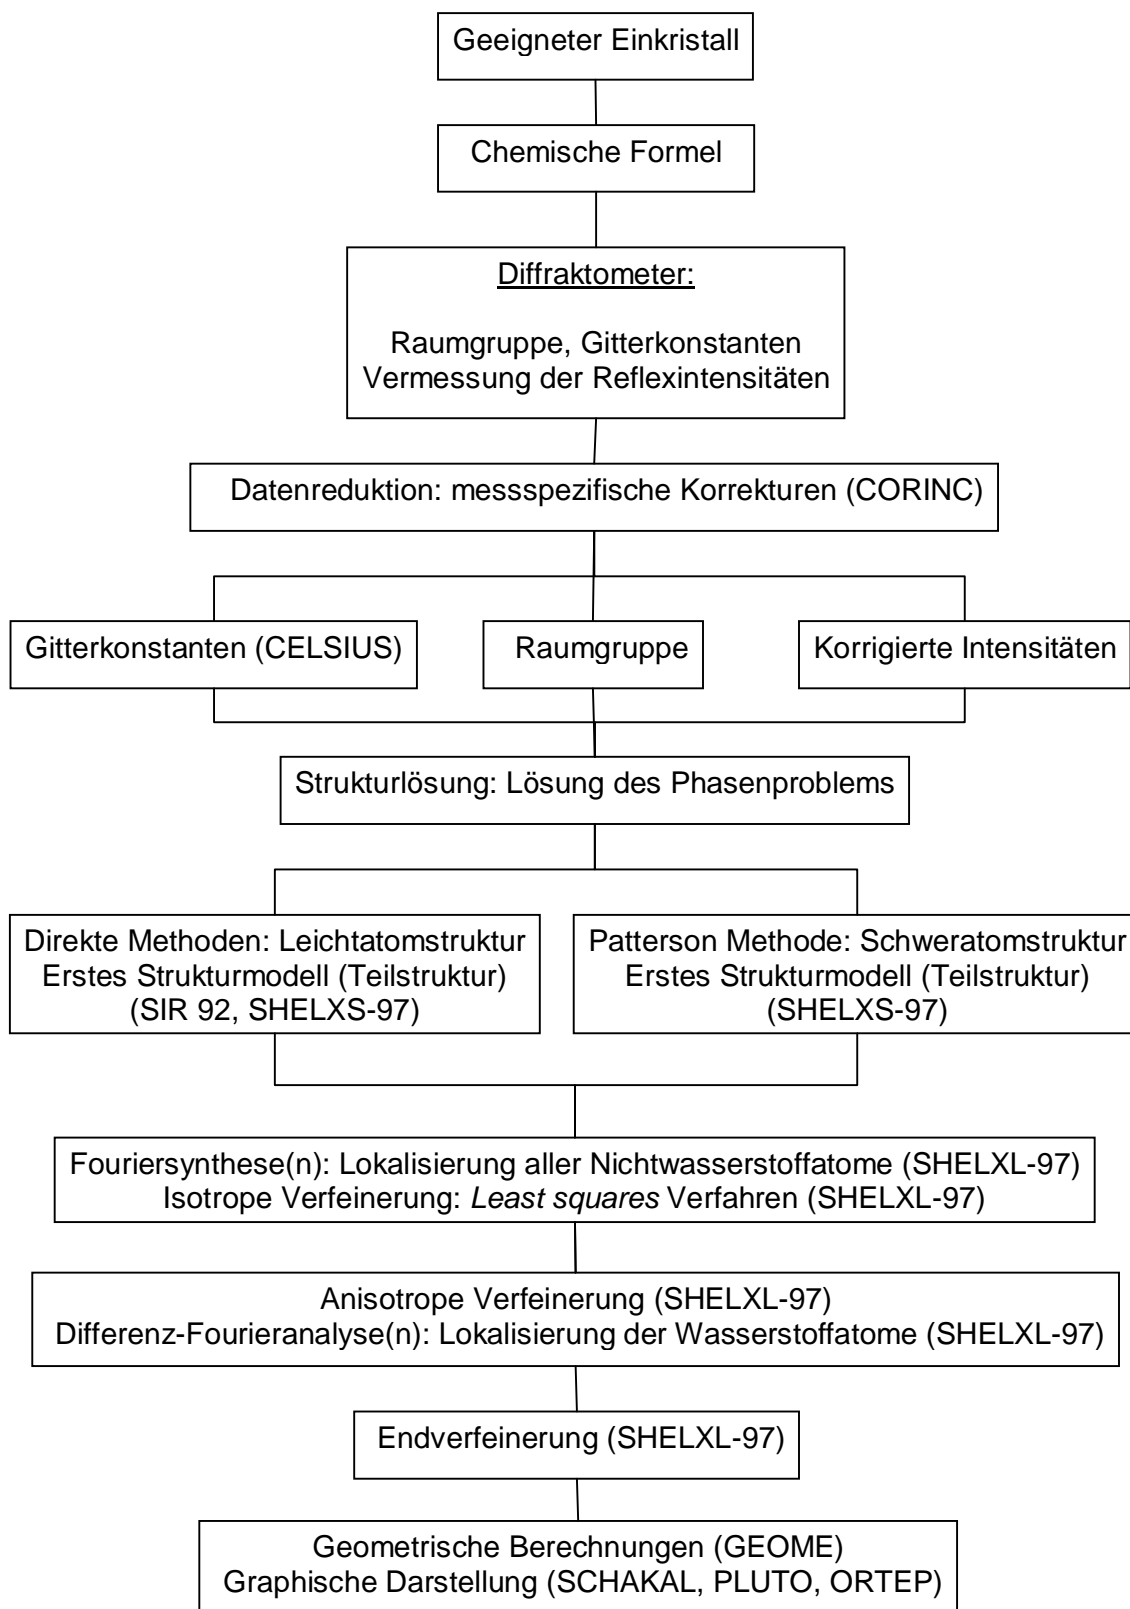 Geeigneter Einkristall
Chemische Formel
Diffraktometer:
Raumgruppe, Gitterkonstanten
Vermessung der Reflexintensitäten
Datenreduktion: messspezifische Korrekturen (CORINC)
Gitterkonstanten (CELSIUS)
Raumgruppe
Korrigierte Intensitäten
Strukturlösung: Lösung des Phasenproblems
Direkte Methoden: Leichtatomstruktur
Erstes Strukturmodell (Teilstruktur)
(SIR 92, SHELXS-97)
Patterson Methode: Schweratomstruktur
Erstes Strukturmodell (Teilstruktur)
(SHELXS-97)
Fouriersynthese(n): Lokalisierung aller Nichtwasserstoffatome (SHELXL-97)
Isotrope Verfeinerung: Least squares Verfahren (SHELXL-97)
Anisotrope Verfeinerung (SHELXL-97)
Differenz-Fourieranalyse(n): Lokalisierung der Wasserstoffatome (SHELXL-97)
Endverfeinerung (SHELXL-97)
Geometrische Berechnungen (GEOME)
Graphische Darstellung (SCHAKAL, PLUTO, ORTEP)